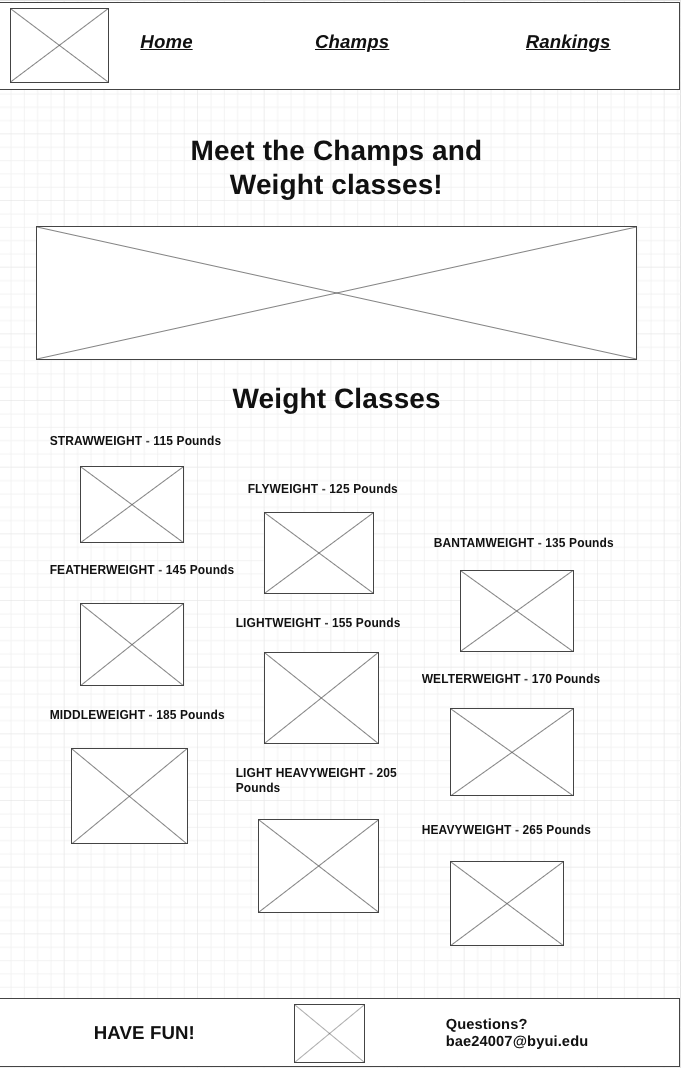 Home
Champs
Rankings
Meet the Champs and
Weight classes!
Weight Classes
STRAWWEIGHT - 115 Pounds
FLYWEIGHT - 125 Pounds
BANTAMWEIGHT - 135 Pounds
FEATHERWEIGHT - 145 Pounds
LIGHTWEIGHT - 155 Pounds
WELTERWEIGHT - 170 Pounds
MIDDLEWEIGHT - 185 Pounds
LIGHT HEAVYWEIGHT - 205
Pounds
HEAVYWEIGHT - 265 Pounds
HAVE FUN!
Questions?
bae24007@byui.edu